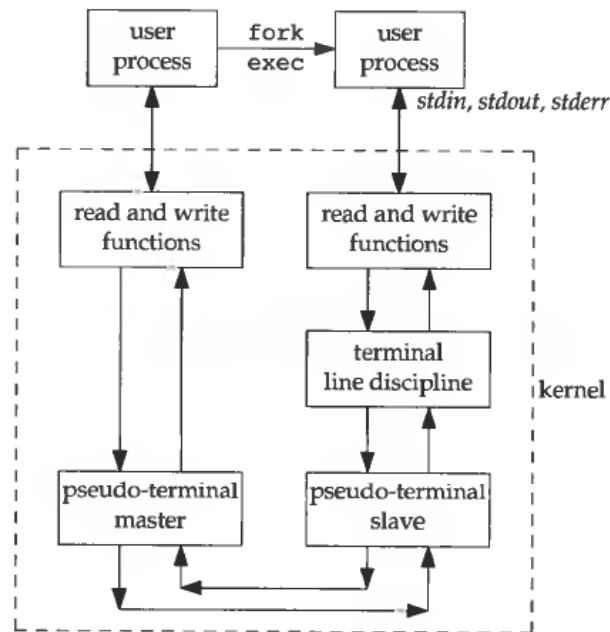 user
process
fork
exec
user
process
stdin, stdout, stderr
read and write
functions
read and write
functions
terminal
line discipline
kernel
pseudo-terminal
master
pseudo-terminal
slave